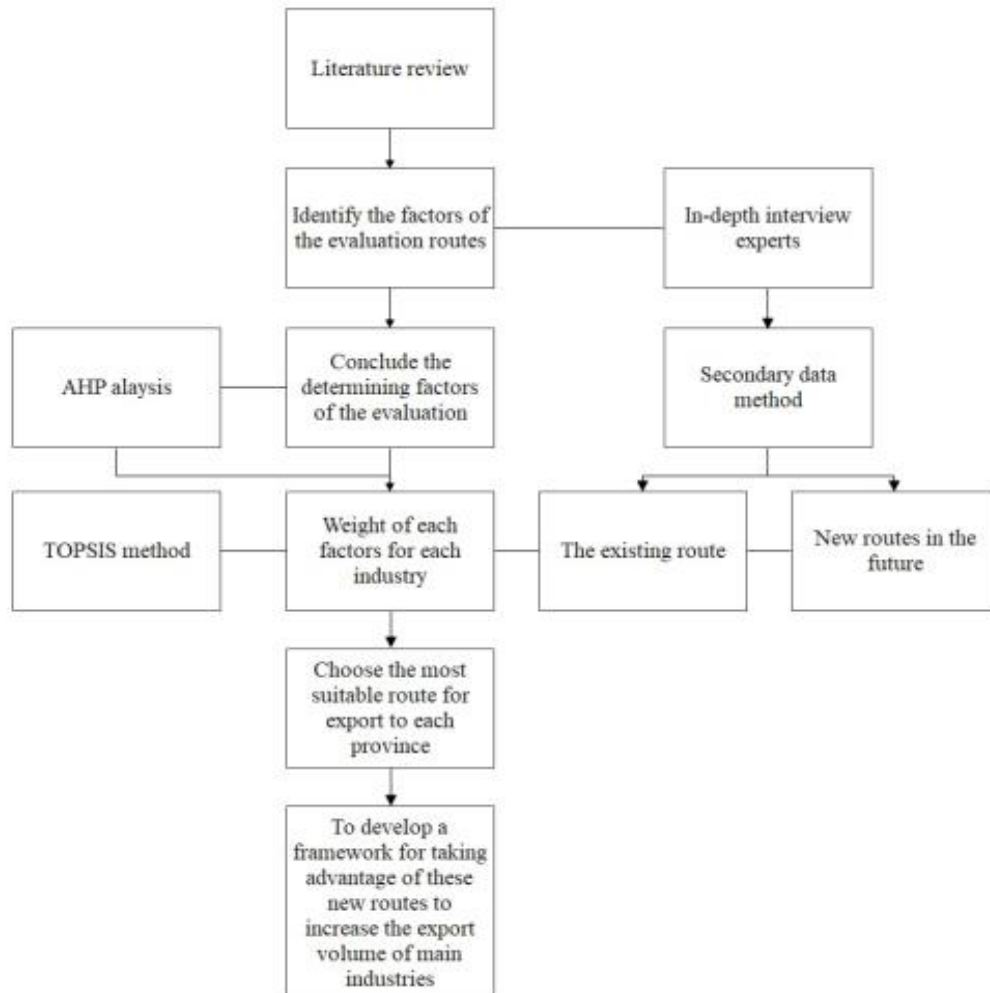 Literature review
Identify the factors of
the evaluation routes
In-depth interview
experts
AHP alaysis
Conclude the
determining factors
of the evaluation
Secondary data
method
TOPSIS method
Weight of each
factors for each
industry
The existing route
New routes in the
future
Choose the most
suitable route for
export to each
province
To develop a
framework for taking
advantage of these
new routes to
increase the export
volume of main
industries